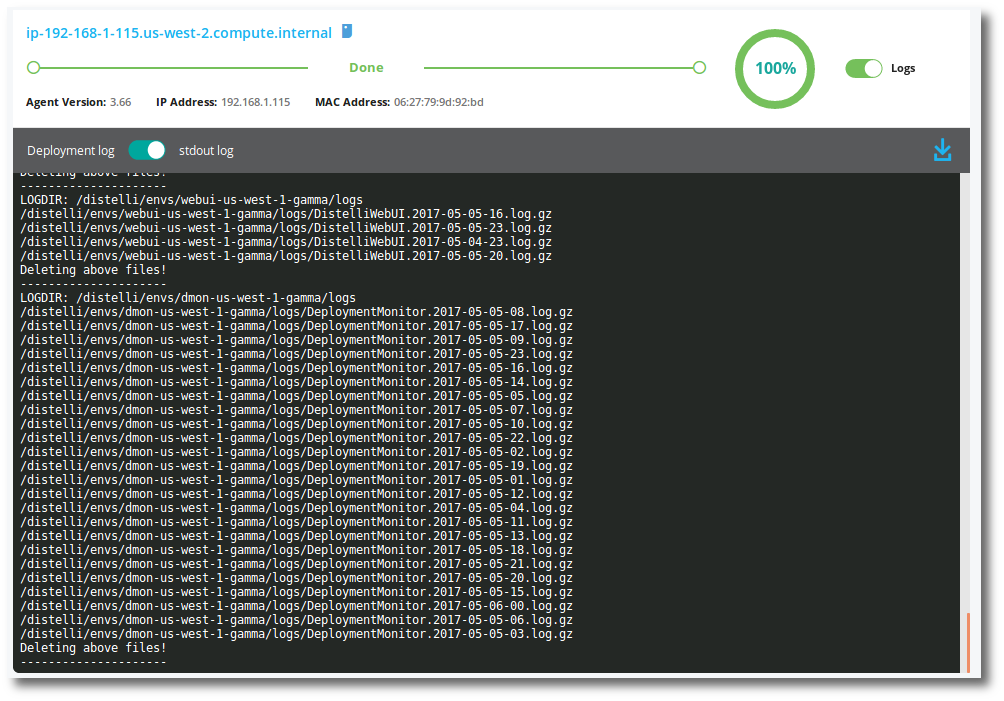 ip-192-168-1-115.us-west-2.compute.internal
Done
100%
Logs
Agent Version: 3.66 IP Address: 192.168.1.115 MAC Address: 06:27:79:9d:92:bd
Deployment log stdout log
Deleting above files!
---------------------
LOGDIR: /distelli/envs/webui-us-west-1-gamma/logs
/distelli/envs/webui-us-west-1-gamma/logs/DistelliWebUI.2017-05-05-16.log.gz
/distelli/envs/webui-us-west-1-gamma/logs/DistelliWebUI.2017-05-05-23.log.gz
/distelli/envs/webui-us-west-1-gamma/logs/DistelliWebUI.2017-05-04-23.log.gz
/distelli/envs/webui-us-west-1-gamma/logs/DistelliWebUI.2017-05-05-20.log.gz
Deleting above files!
---------------------
LOGDIR: /distelli/envs/dmon-us-west-1-gamma/logs
/distelli/envs/dmon-us-west-1-gamma/logs/DeploymentMonitor.2017-05-05-08.log.gz
/distelli/envs/dmon-us-west-1-gamma/logs/DeploymentMonitor.2017-05-05-17.log.gz
/distelli/envs/dmon-us-west-1-gamma/logs/DeploymentMonitor.2017-05-05-09.log.gz
/distelli/envs/dmon-us-west-1-gamma/logs/DeploymentMonitor.2017-05-05-23.log.gz
/distelli/envs/dmon-us-west-1-gamma/logs/DeploymentMonitor.2017-05-05-16.log.gz
/distelli/envs/dmon-us-west-1-gamma/logs/DeploymentMonitor.2017-05-05-14.log.gz
/distelli/envs/dmon-us-west-1-gamma/logs/DeploymentMonitor.2017-05-05-05.log.gz
/distelli/envs/dmon-us-west-1-gamma/logs/DeploymentMonitor.2017-05-05-07.log.gz
/distelli/envs/dmon-us-west-1-gamma/logs/DeploymentMonitor.2017-05-05-10.log.gz
/distelli/envs/dmon-us-west-1-gamma/logs/DeploymentMonitor.2017-05-05-22.log.gz
/distelli/envs/dmon-us-west-1-gamma/logs/DeploymentMonitor.2017-05-05-02.log.gz
/distelli/envs/dmon-us-west-1-gamma/logs/DeploymentMonitor.2017-05-05-19.log.gz
/distelli/envs/dmon-us-west-1-gamma/logs/DeploymentMonitor.2017-05-05-01.log.gz
/distelli/envs/dmon-us-west-1-gamma/logs/DeploymentMonitor.2017-05-05-12.log.gz
/distelli/envs/dmon-us-west-1-gamma/logs/DeploymentMonitor.2017-05-05-04.log.gz
/distelli/envs/dmon-us-west-1-gamma/logs/DeploymentMonitor.2017-05-05-11.log.gz
/distelli/envs/dmon-us-west-1-gamma/logs/DeploymentMonitor.2017-05-05-13.log.gz
/distelli/envs/dmon-us-west-1-gamma/logs/DeploymentMonitor.2017-05-05-18.log.gz
/distelli/envs/dmon-us-west-1-gamma/logs/DeploymentMonitor.2017-05-05-21.log.gz
/distelli/envs/dmon-us-west-1-gamma/logs/DeploymentMonitor.2017-05-05-20.log.gz
/distelli/envs/dmon-us-west-1-gamma/logs/DeploymentMonitor.2017-05-05-15.log.gz
/distelli/envs/dmon-us-west-1-gamma/logs/DeploymentMonitor.2017-05-06-00.log.gz
/distelli/envs/dmon-us-west-1-gamma/logs/DeploymentMonitor.2017-05-05-06.log.gz
/distelli/envs/dmon-us-west-1-gamma/logs/DeploymentMonitor.2017-05-05-03.log.gz
Deleting above files!
---------------------